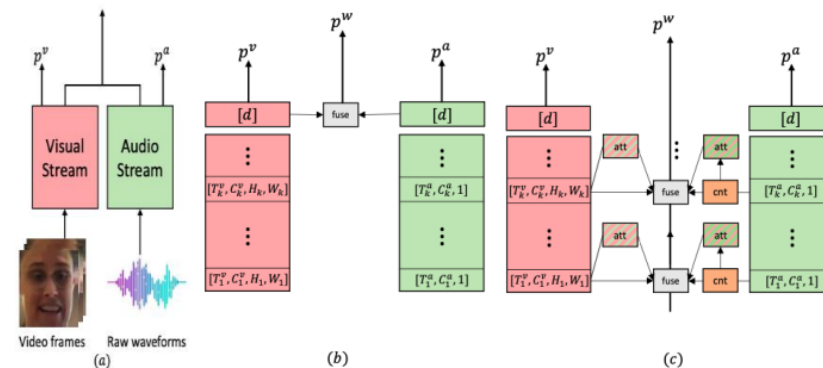 p^v
p^a
Visual Stream
Audio Stream
Video frames
Raw waveforms
(a)
p^w
p^v
p^a
[d]
fuse
[d]
⋮
⋮
[T_k^v, C_k^v, H_k, W_k]
[T_k^a, C_k^a, 1]
⋮
⋮
[T_1^v, C_1^v, H_1, W_1]
[T_1^a, C_1^a, 1]
(b)
p^w
p^v
p^a
[d]
[d]
⋮
att
⋮
att
⋮
[T_k^v, C_k^v, H_k, W_k]
fuse
cnt
[T_k^a, C_k^a, 1]
⋮
att
att
⋮
[T_1^v, C_1^v, H_1, W_1]
fuse
cnt
[T_1^a, C_1^a, 1]
(c)